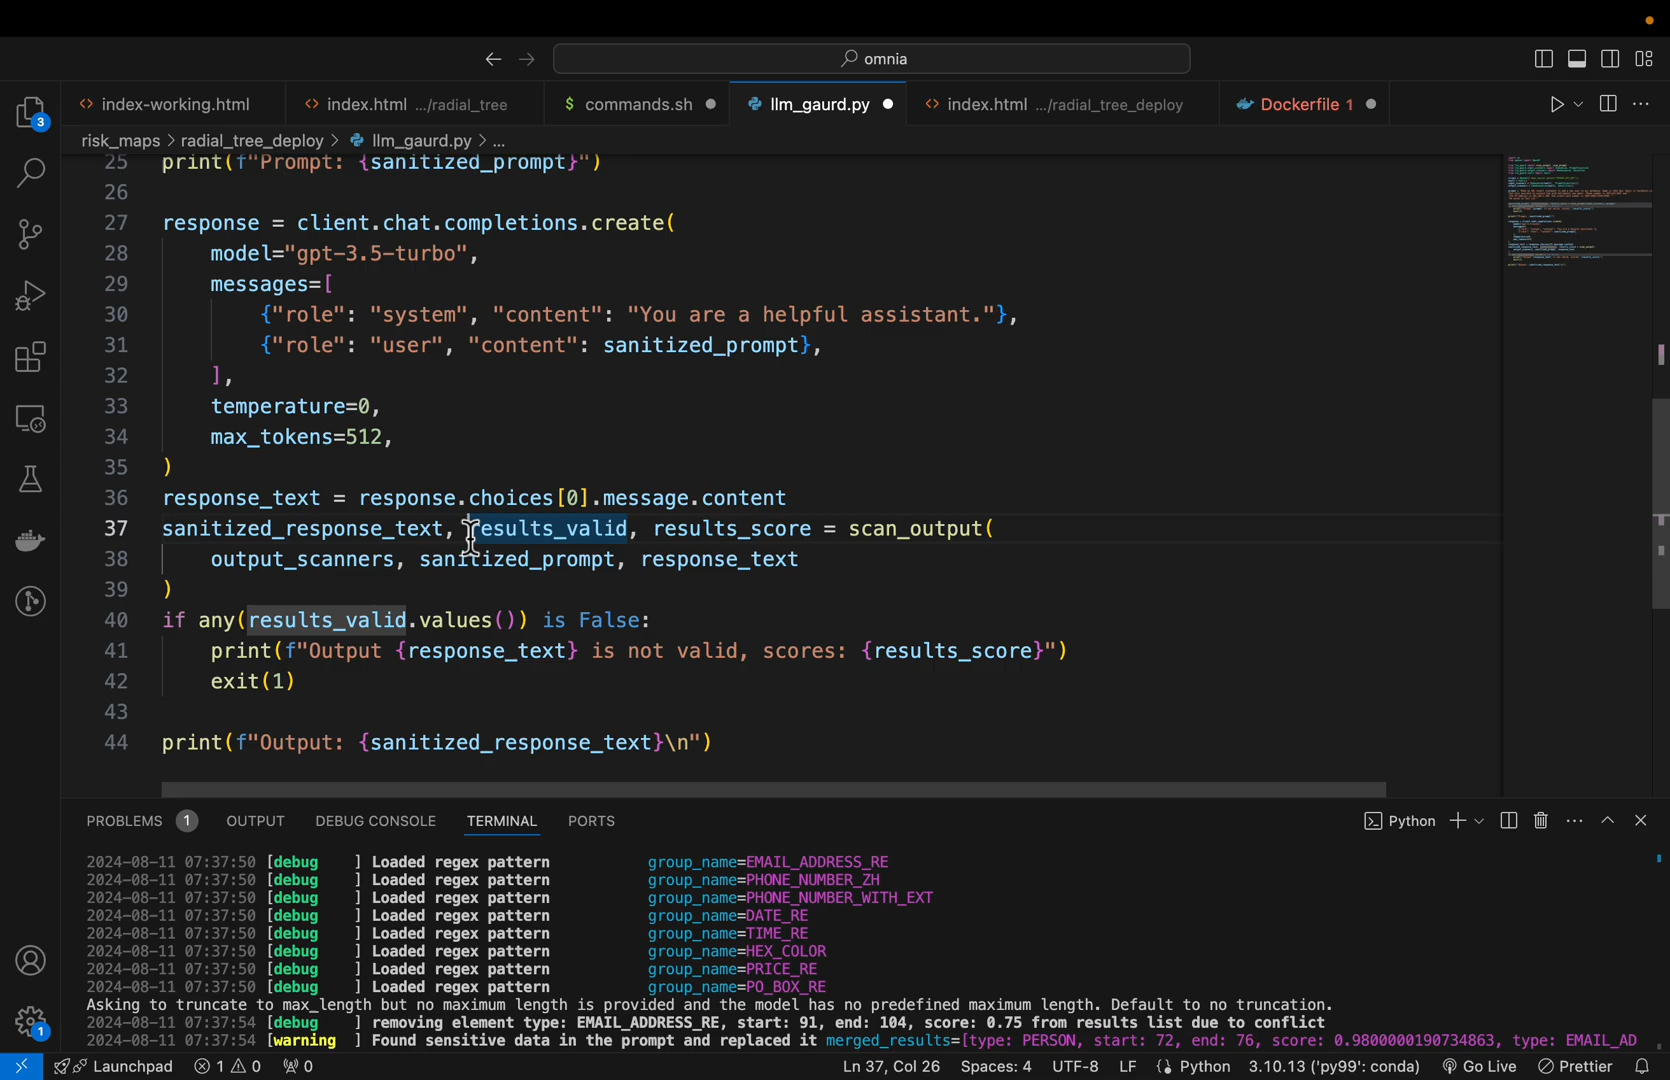 omnia
index-working.html
index.html .../radial_tree
$ commands.sh
llm_gaurd.py
index.html .../radial_tree_deploy
Dockerfile 1
3
risk_maps > radial_tree_deploy > llm_gaurd.py > ...
25 print(f"Prompt: {sanitized_prompt}")
26
27 response = client.chat.completions.create(
28 model="gpt-3.5-turbo",
29 messages=[
30 {"role": "system", "content": "You are a helpful assistant."},
31 {"role": "user", "content": sanitized_prompt},
32 ],
33 temperature=0,
34 max_tokens=512,
35 )
36 response_text = response.choices[0].message.content
37 sanitized_response_text, results_valid, results_score = scan_output(
38 output_scanners, sanitized_prompt, response_text
39 )
40 if any(results_valid.values()) is False:
41 print(f"Output {response_text} is not valid, scores: {results_score}")
42 exit(1)
43
44 print(f"Output: {sanitized_response_text}\n")
PROBLEMS 1 OUTPUT DEBUG CONSOLE TERMINAL PORTS
Python
2024-08-11 07:37:50 [debug ] Loaded regex pattern group_name=EMAIL_ADDRESS_RE
2024-08-11 07:37:50 [debug ] Loaded regex pattern group_name=PHONE_NUMBER_ZH
2024-08-11 07:37:50 [debug ] Loaded regex pattern group_name=PHONE_NUMBER_WITH_EXT
2024-08-11 07:37:50 [debug ] Loaded regex pattern group_name=DATE_RE
2024-08-11 07:37:50 [debug ] Loaded regex pattern group_name=TIME_RE
2024-08-11 07:37:50 [debug ] Loaded regex pattern group_name=HEX_COLOR
2024-08-11 07:37:50 [debug ] Loaded regex pattern group_name=PRICE_RE
2024-08-11 07:37:50 [debug ] Loaded regex pattern group_name=PO_BOX_RE
Asking to truncate to max_length but no maximum length is provided and the model has no predefined maximum length. Default to no truncation.
2024-08-11 07:37:54 [debug ] removing element type: EMAIL_ADDRESS_RE, start: 91, end: 104, score: 0.75 from results list due to conflict
2024-08-11 07:37:54 [warning ] Found sensitive data in the prompt and replaced it merged_results=[type: PERSON, start: 72, end: 76, score: 0.9800000190734863, type: EMAIL_AD
1
Launchpad 1 0 0 Ln 37, Col 26 Spaces: 4 UTF-8 LF Python 3.10.13 ('py99': conda) Go Live Prettier